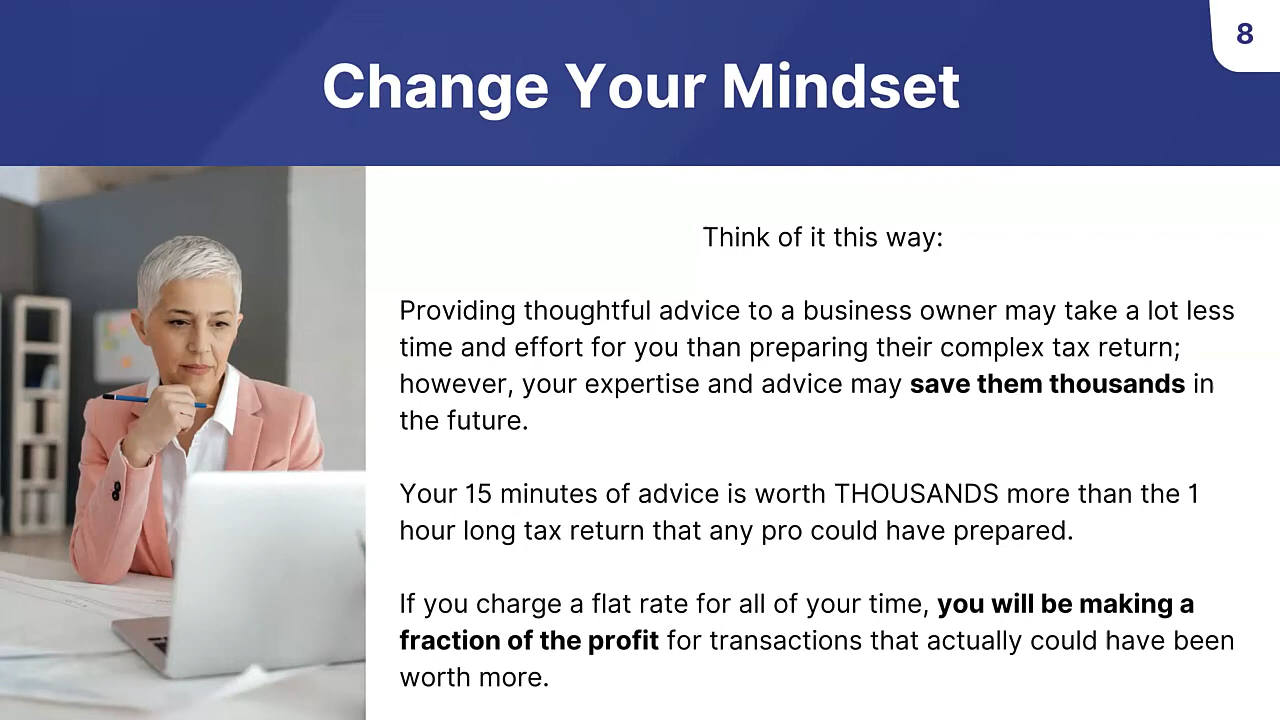 8
Change Your Mindset
Think of it this way:
Providing thoughtful advice to a business owner may take a lot less
time and effort for you than preparing their complex tax return;
however, your expertise and advice may save them thousands in
the future.
Your 15 minutes of advice is worth THOUSANDS more than the 1
hour long tax return that any pro could have prepared.
If you charge a flat rate for all of your time, you will be making a
fraction of the profit for transactions that actually could have been
worth more.